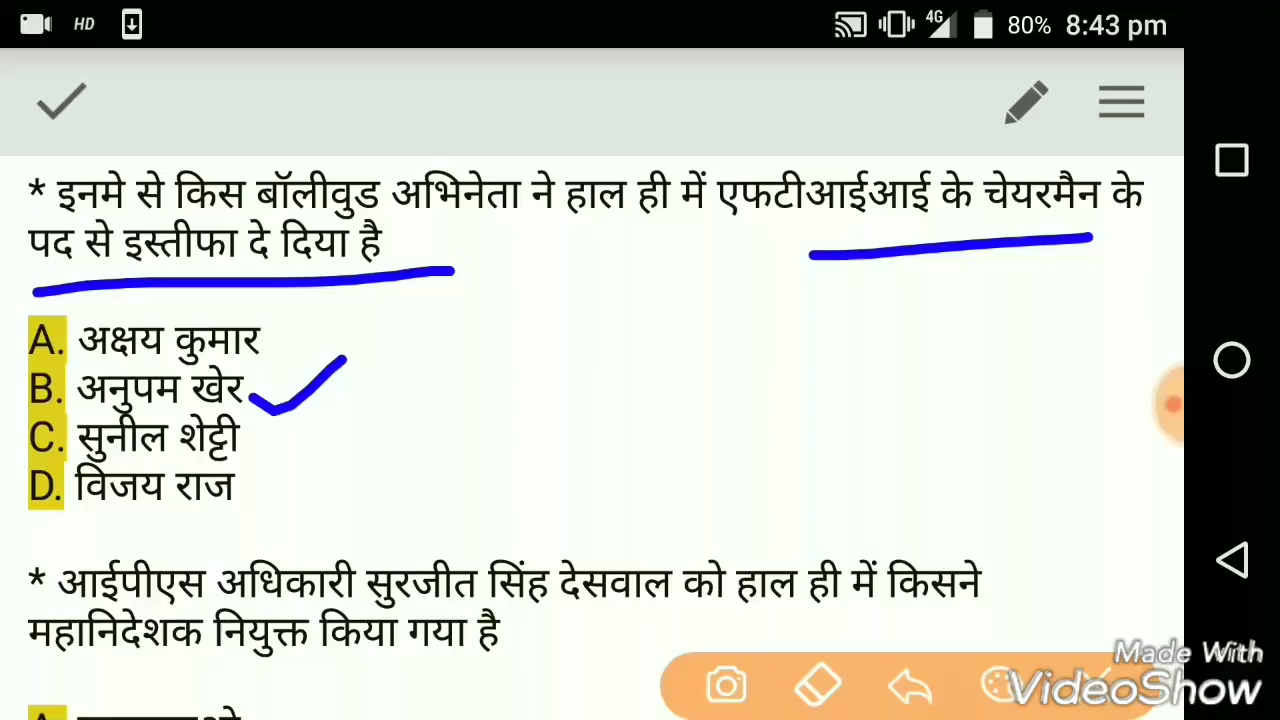 HD 4G 80% 8:43 pm
* इनमे से किस बॉलीवुड अभिनेता ने हाल ही में एफटीआईआई के चेयरमैन के
पद से इस्तीफा दे दिया है
A. अक्षय कुमार
B. अनुपम खेर
C. सुनील शेट्टी
D. विजय राज
* आईपीएस अधिकारी सुरजीत सिंह देसवाल को हाल ही में किसने
महानिदेशक नियुक्त किया गया है
A.
Made With
VideoShow